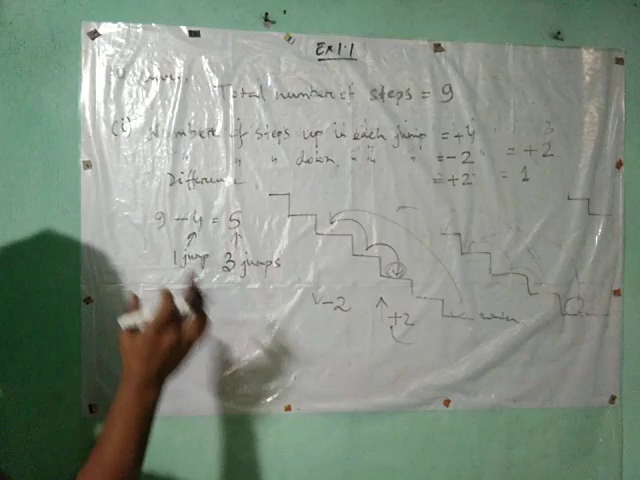 Ex 1.1
Total number of steps = 9
(i) Number of steps up in each jump = +4 " 3
" " " down " " " = -2 " = +2
Difference = +2 = 1
9 - 4 = 5
1 jump 3 jumps
-2
+2